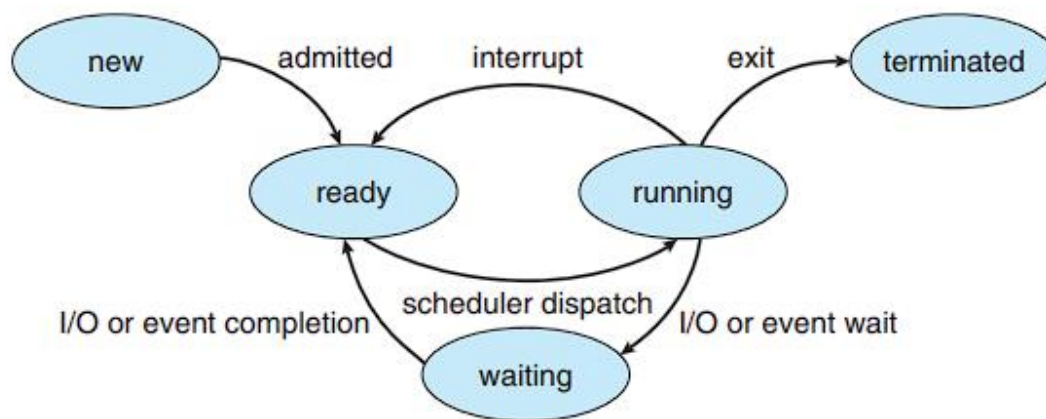 new
admitted
interrupt
exit
terminated
ready
running
I/O or event completion
scheduler dispatch
I/O or event wait
waiting